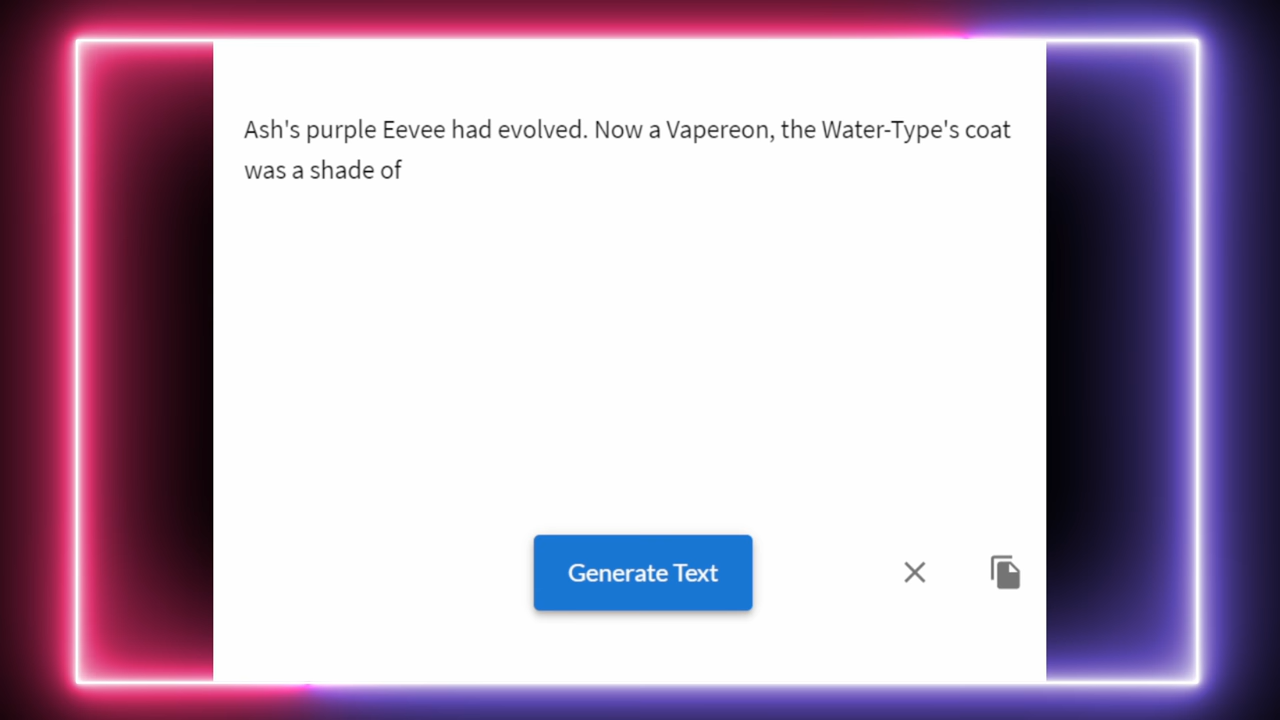 Ash's purple Eevee had evolved. Now a Vapereon, the Water-Type's coat
was a shade of
Generate Text